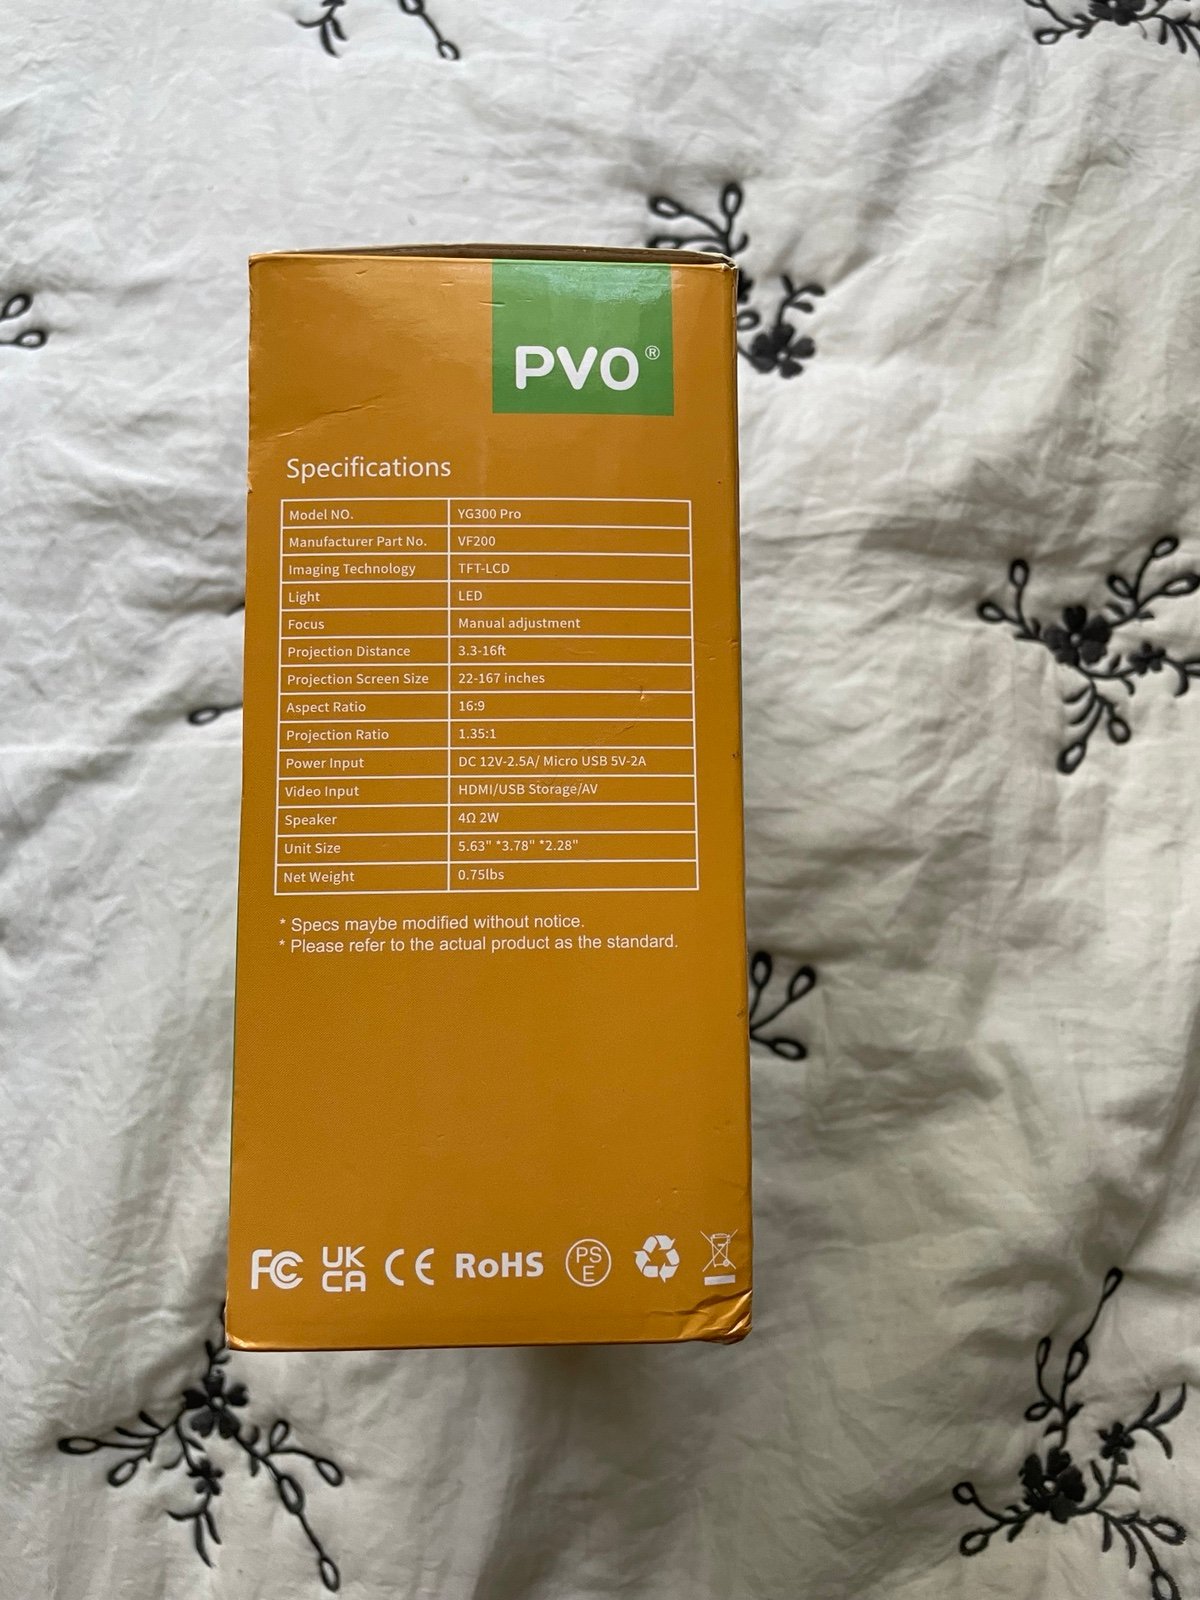 PVO®
Specifications
Model NO. YG300 Pro
Manufacturer Part No. VF200
Imaging Technology TFT-LCD
Light LED
Focus Manual adjustment
Projection Distance 3.3-16ft
Projection Screen Size 22-167 inches
Aspect Ratio 16:9
Projection Ratio 1.35:1
Power Input DC 12V-2.5A/ Micro USB 5V-2A
Video Input HDMI/USB Storage/AV
Speaker 4Ω 2W
Unit Size 5.63" *3.78" *2.28"
Net Weight 0.75lbs
* Specs maybe modified without notice.
* Please refer to the actual product as the standard.
FC UK CA CE RoHS PS E